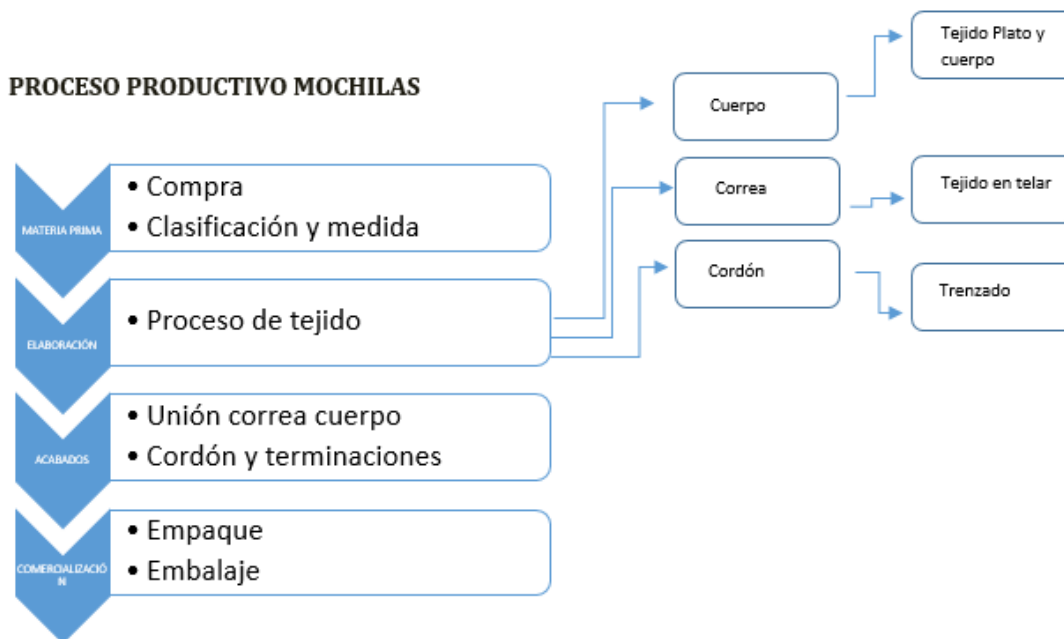 PROCESO PRODUCTIVO MOCHILAS
MATERIA PRIMA
• Compra
• Clasificación y medida
ELABORACIÓN
• Proceso de tejido
ACABADOS
• Unión correa cuerpo
• Cordón y terminaciones
COMERCIALIZACIÓ
N
• Empaque
• Embalaje
Cuerpo
Tejido Plato y
cuerpo
Correa
Tejido en telar
Cordón
Trenzado